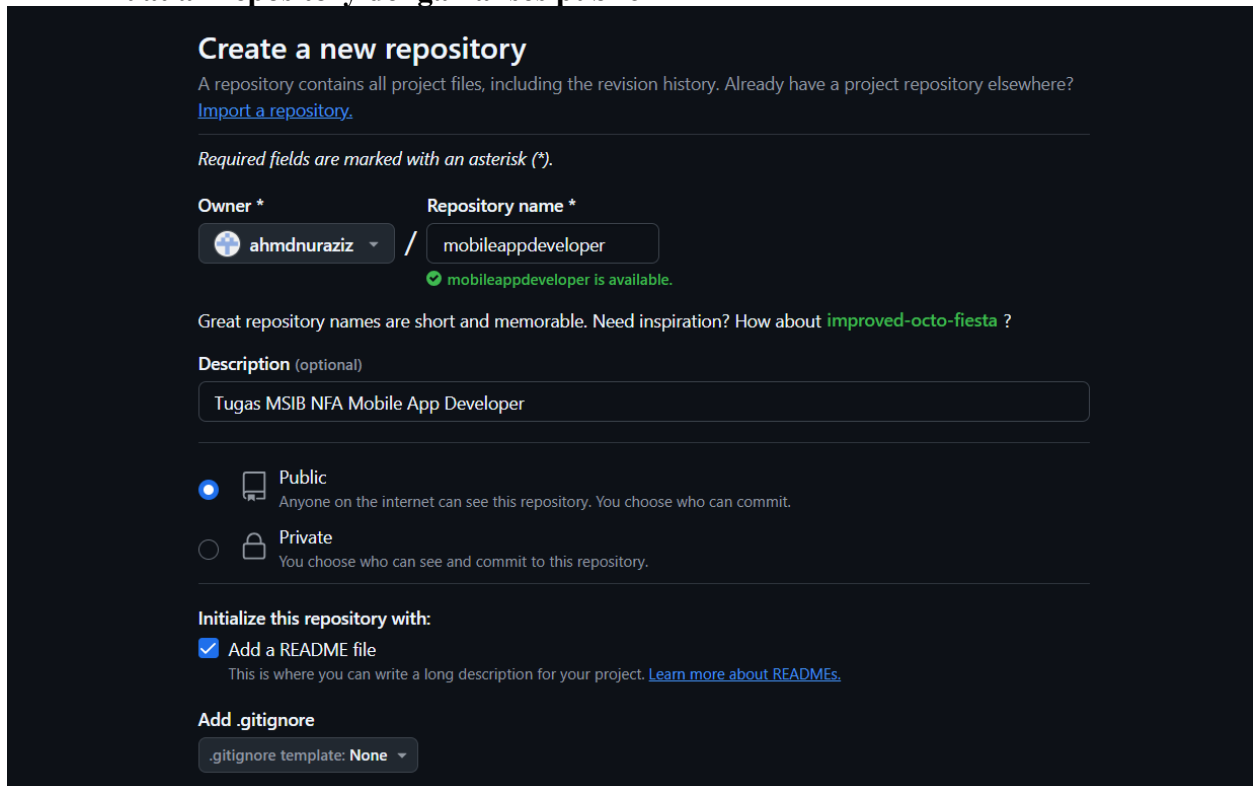 Create a new repository
A repository contains all project files, including the revision history. Already have a project repository elsewhere?
Import a repository.
Required fields are marked with an asterisk (*).
Owner * Repository name *
ahmdnuraziz / mobileappdeveloper
mobileappdeveloper is available.
Great repository names are short and memorable. Need inspiration? How about improved-octo-fiesta ?
Description (optional)
Tugas MSIB NFA Mobile App Developer
Public
Anyone on the internet can see this repository. You choose who can commit.
Private
You choose who can see and commit to this repository.
Initialize this repository with:
Add a README file
This is where you can write a long description for your project. Learn more about READMEs.
Add .gitignore
.gitignore template: None